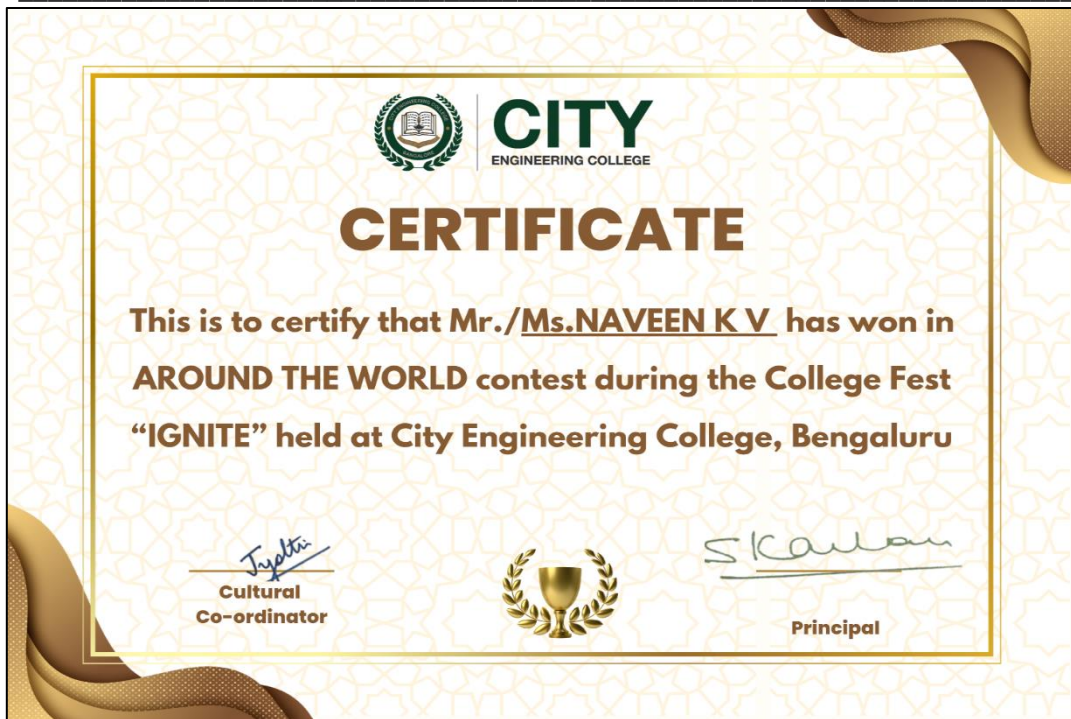 CITY
ENGINEERING COLLEGE
CERTIFICATE
This is to certify that Mr./Ms.NAVEEN K V has won in
AROUND THE WORLD contest during the College Fest
“IGNITE” held at City Engineering College, Bengaluru
Jyothi
Cultural
Co-ordinator
Principal